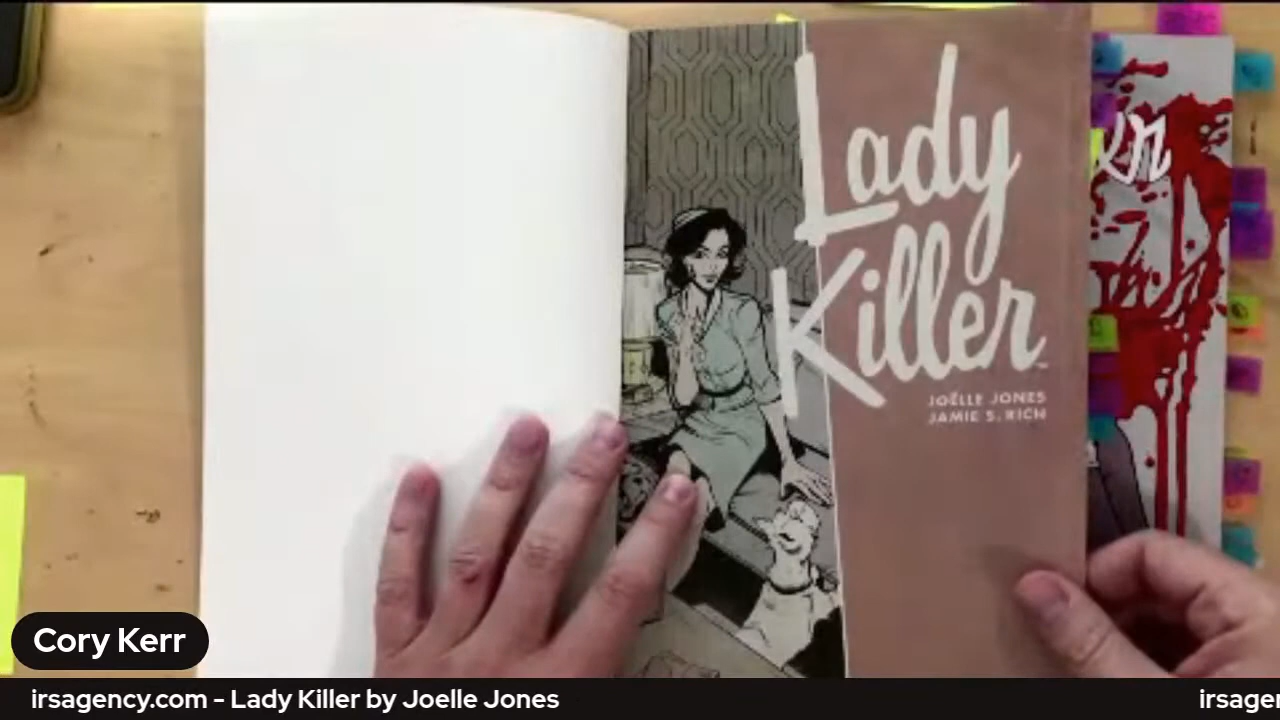 Lady
Killer
JOËLLE JONES
JAMIE S. RICH
Cory Kerr
irsagency.com - Lady Killer by Joelle Jones
irsager